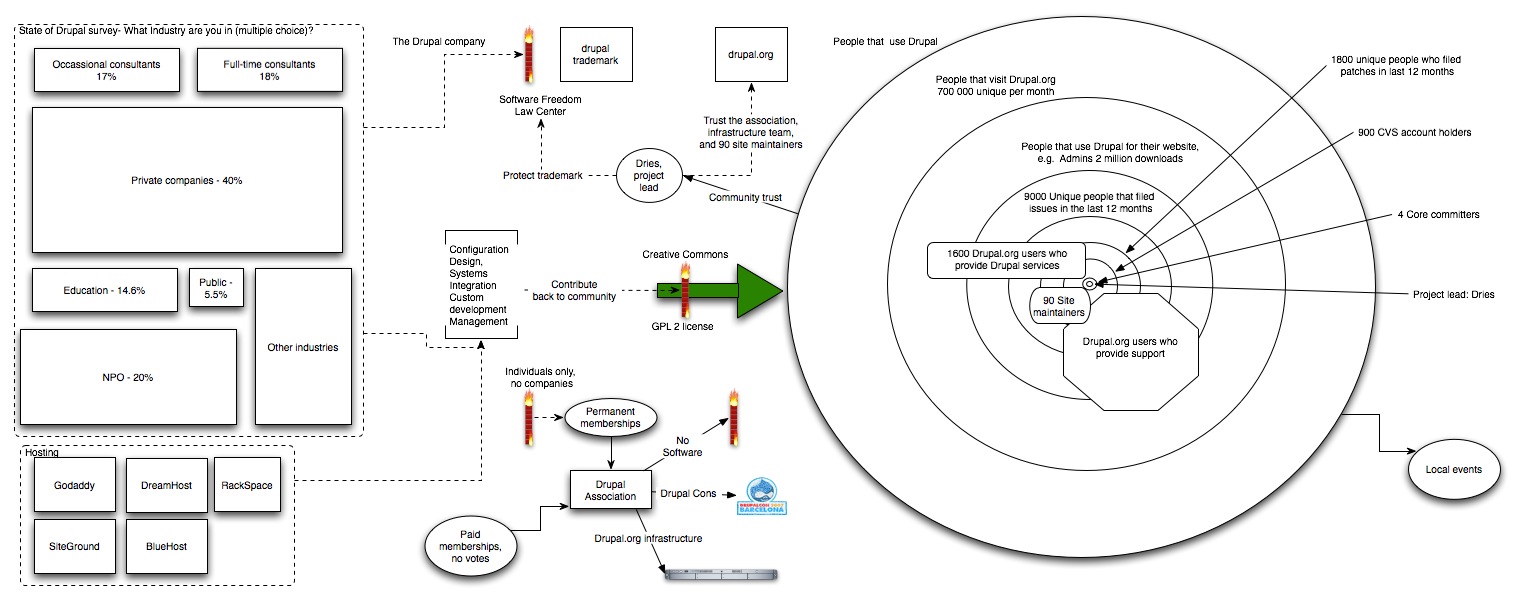 State of Drupal survey- What Industry are you in (multiple choice)?
Occassional consultants
17%
Full-time consultants
18%
Private companies - 40%
Education - 14.6%
Public -
5.5%
Other industries
NPO - 20%
Hosting
Godaddy
DreamHost
RackSpace
SiteGround
BlueHost
The Drupal company
drupal
trademark
Software Freedom
Law Center
drupal.org
Trust the association,
infrastructure team,
and 90 site maintainers
Protect trademark
Dries,
project
lead
Community trust
Configuration
Design,
Systems
Integration
Custom
development
Management
Contribute
back to community
Creative Commons
GPL 2 license
Individuals only,
no companies
Permanent
memberships
No
Software
Drupal
Association
Drupal Cons
DRUPALCON 2007
BARCELONA
Paid
memberships,
no votes
Drupal.org infrastructure
People that  use Drupal
People that visit Drupal.org
700 000 unique per month
People that use Drupal for their website,
e.g.  Admins 2 million downloads
9000 Unique people that filed
issues in the last 12 months
1600 Drupal.org users who
provide Drupal services
90 Site
maintainers
Drupal.org users who
provide support
1800 unique people who filed
patches in last 12 months
900 CVS account holders
4 Core committers
Project lead: Dries
Local events